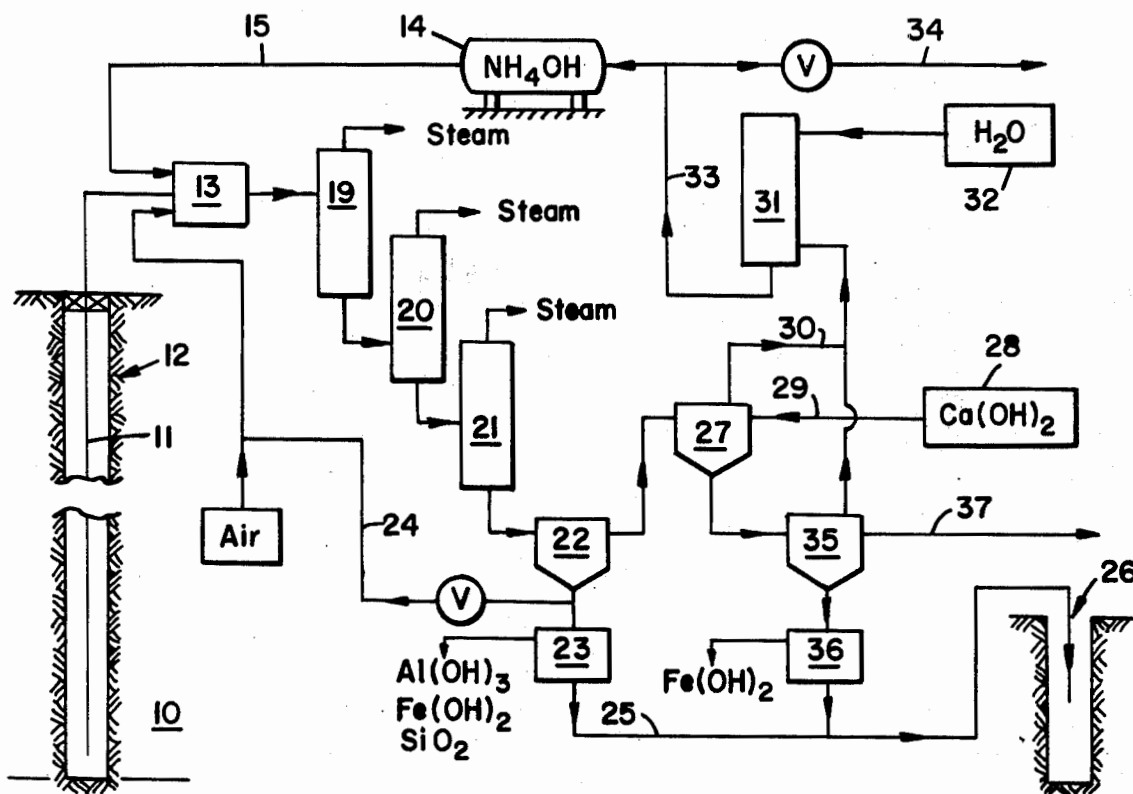 15
14
NH4OH
V
34
Steam
H2O
32
13
19
33
31
Steam
20
Steam
12
30
28
29
Ca(OH)2
11
21
27
Air
24
22
35
37
V
26
23
36
Al(OH)3
Fe(OH)2
SiO2
Fe(OH)2
25
10